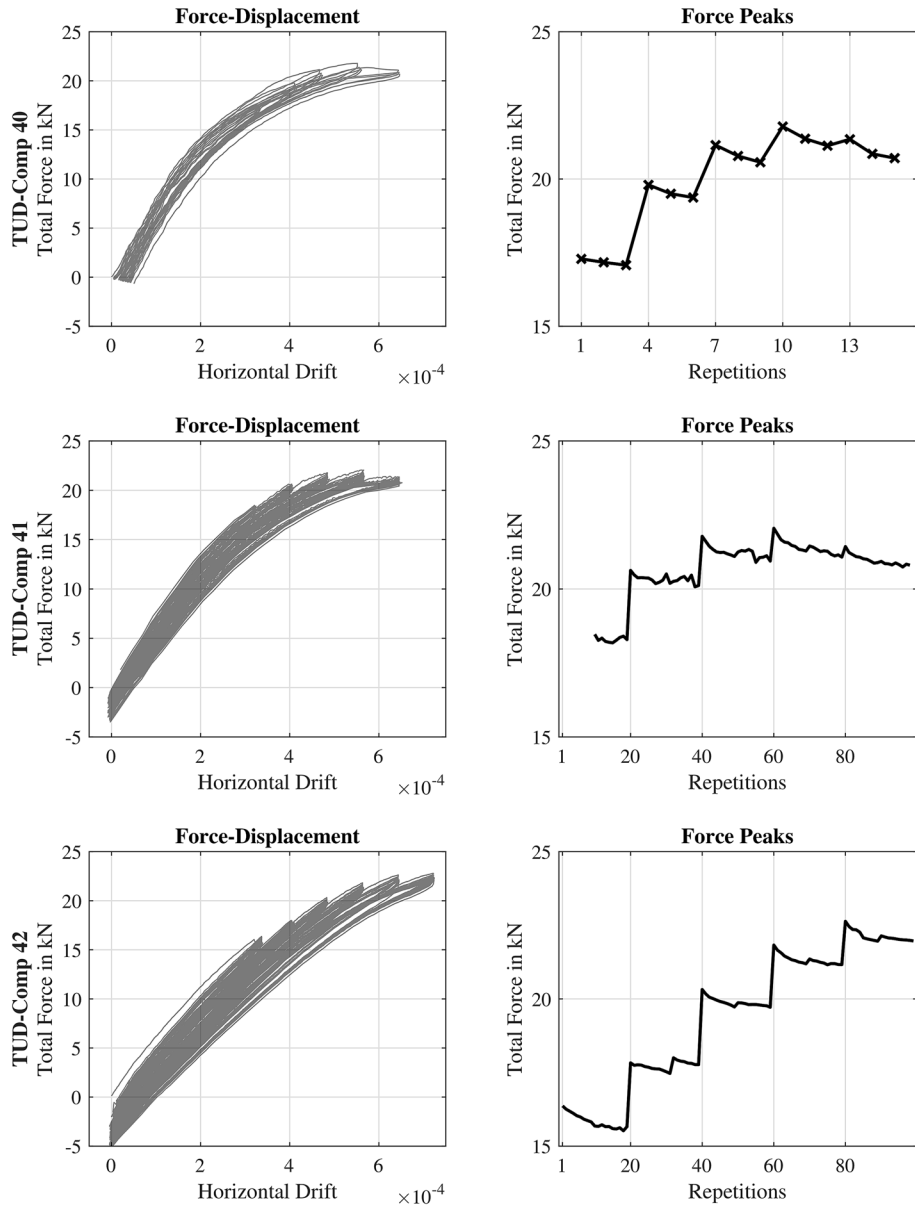 Force-Displacement
Force Peaks
TUD-Comp 40
Total Force in kN
25
20
15
10
5
0
-5
0 2 4 6
Horizontal Drift
×10-4
Total Force in kN
25
20
15
1 4 7 10 13
Repetitions
Force-Displacement
Force Peaks
TUD-Comp 41
Total Force in kN
25
20
15
10
5
0
-5
0 2 4 6
Horizontal Drift
×10-4
Total Force in kN
25
20
15
1 20 40 60 80
Repetitions
Force-Displacement
Force Peaks
TUD-Comp 42
Total Force in kN
25
20
15
10
5
0
-5
0 2 4 6
Horizontal Drift
×10-4
Total Force in kN
25
20
15
1 20 40 60 80
Repetitions